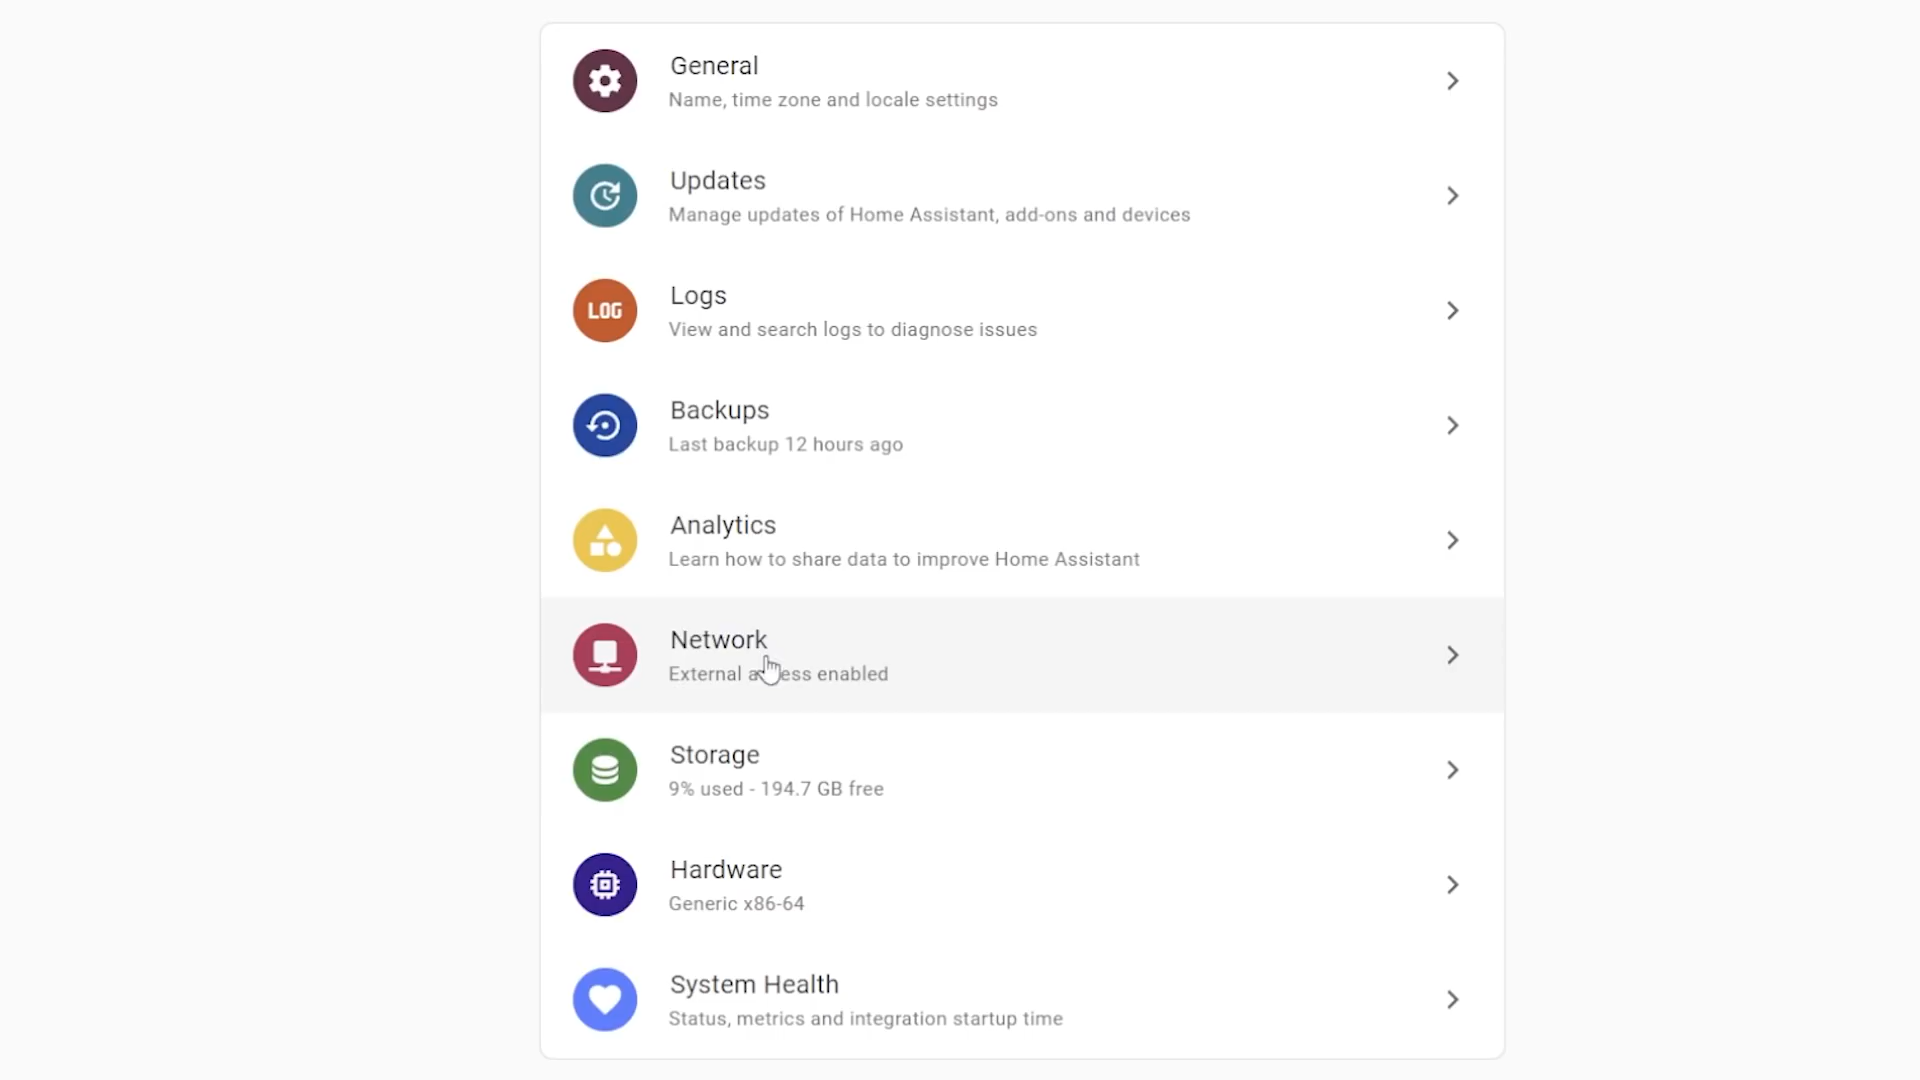 General
Name, time zone and locale settings
Updates
Manage updates of Home Assistant, add-ons and devices
LOG
Logs
View and search logs to diagnose issues
Backups
Last backup 12 hours ago
Analytics
Learn how to share data to improve Home Assistant
Network
External access enabled
Storage
9% used - 194.7 GB free
Hardware
Generic x86-64
System Health
Status, metrics and integration startup time